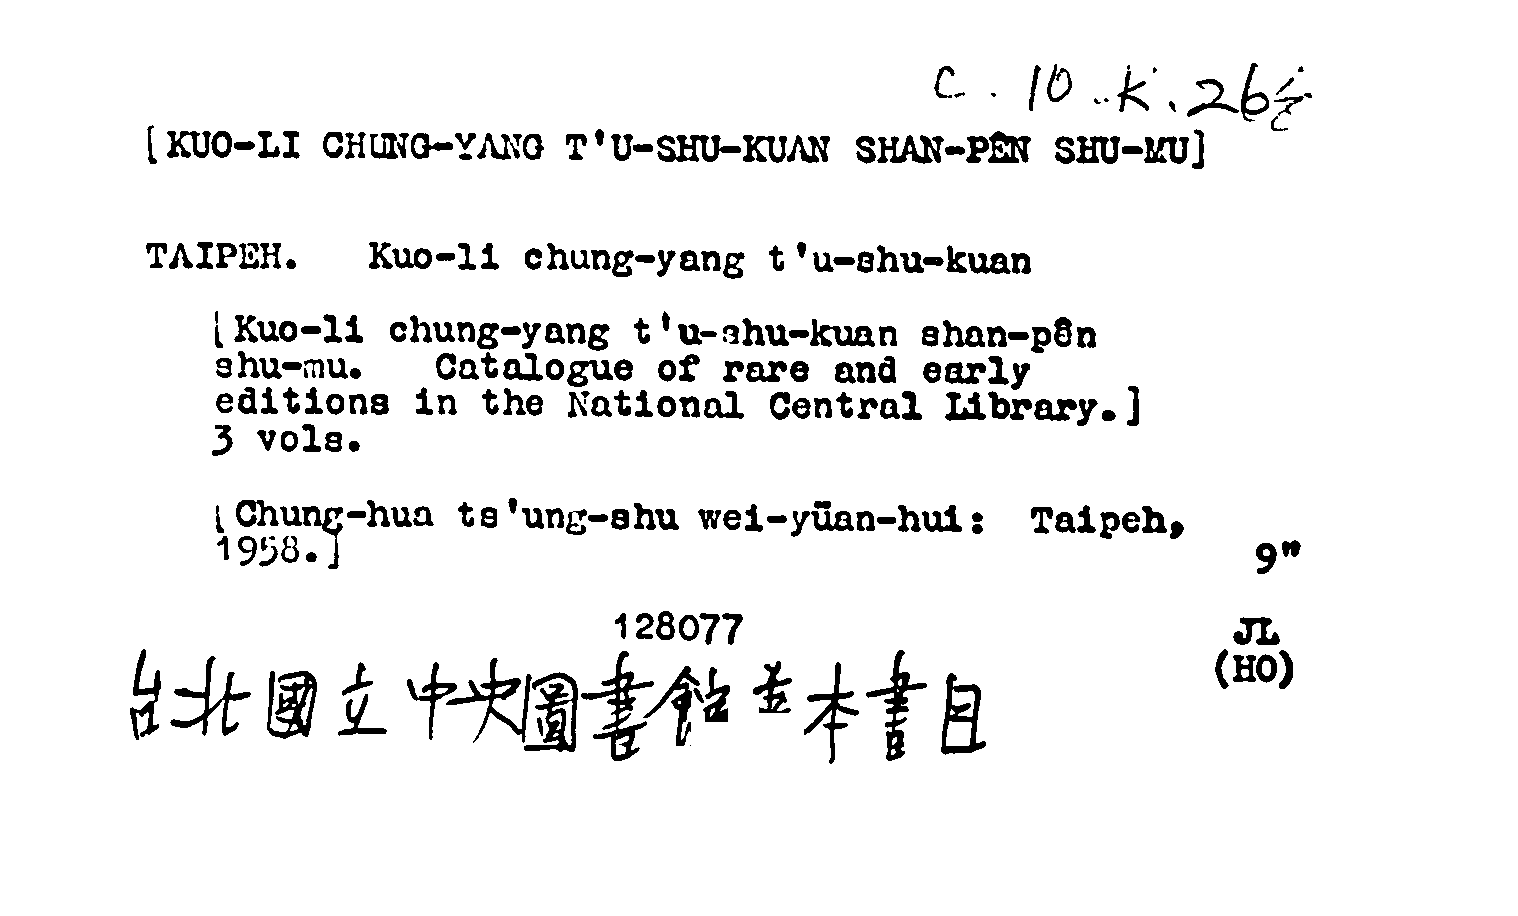 C. 10. K. 26
[KUO-LI CHUNG-YANG T'U-SHU-KUAN SHAN-PÊN SHU-MU]
TAIPEH. Kuo-li chung-yang t'u-shu-kuan
[Kuo-li chung-yang t'u-shu-kuan shan-pên
shu-mu. Catalogue of rare and early
editions in the National Central Library.]
3 vols.
[Chung-hua ts'ung-shu wei-yüan-hui: Taipeh,
1958.]
9"
128077
JL
(HO)
台北國立中央圖書館善本書目